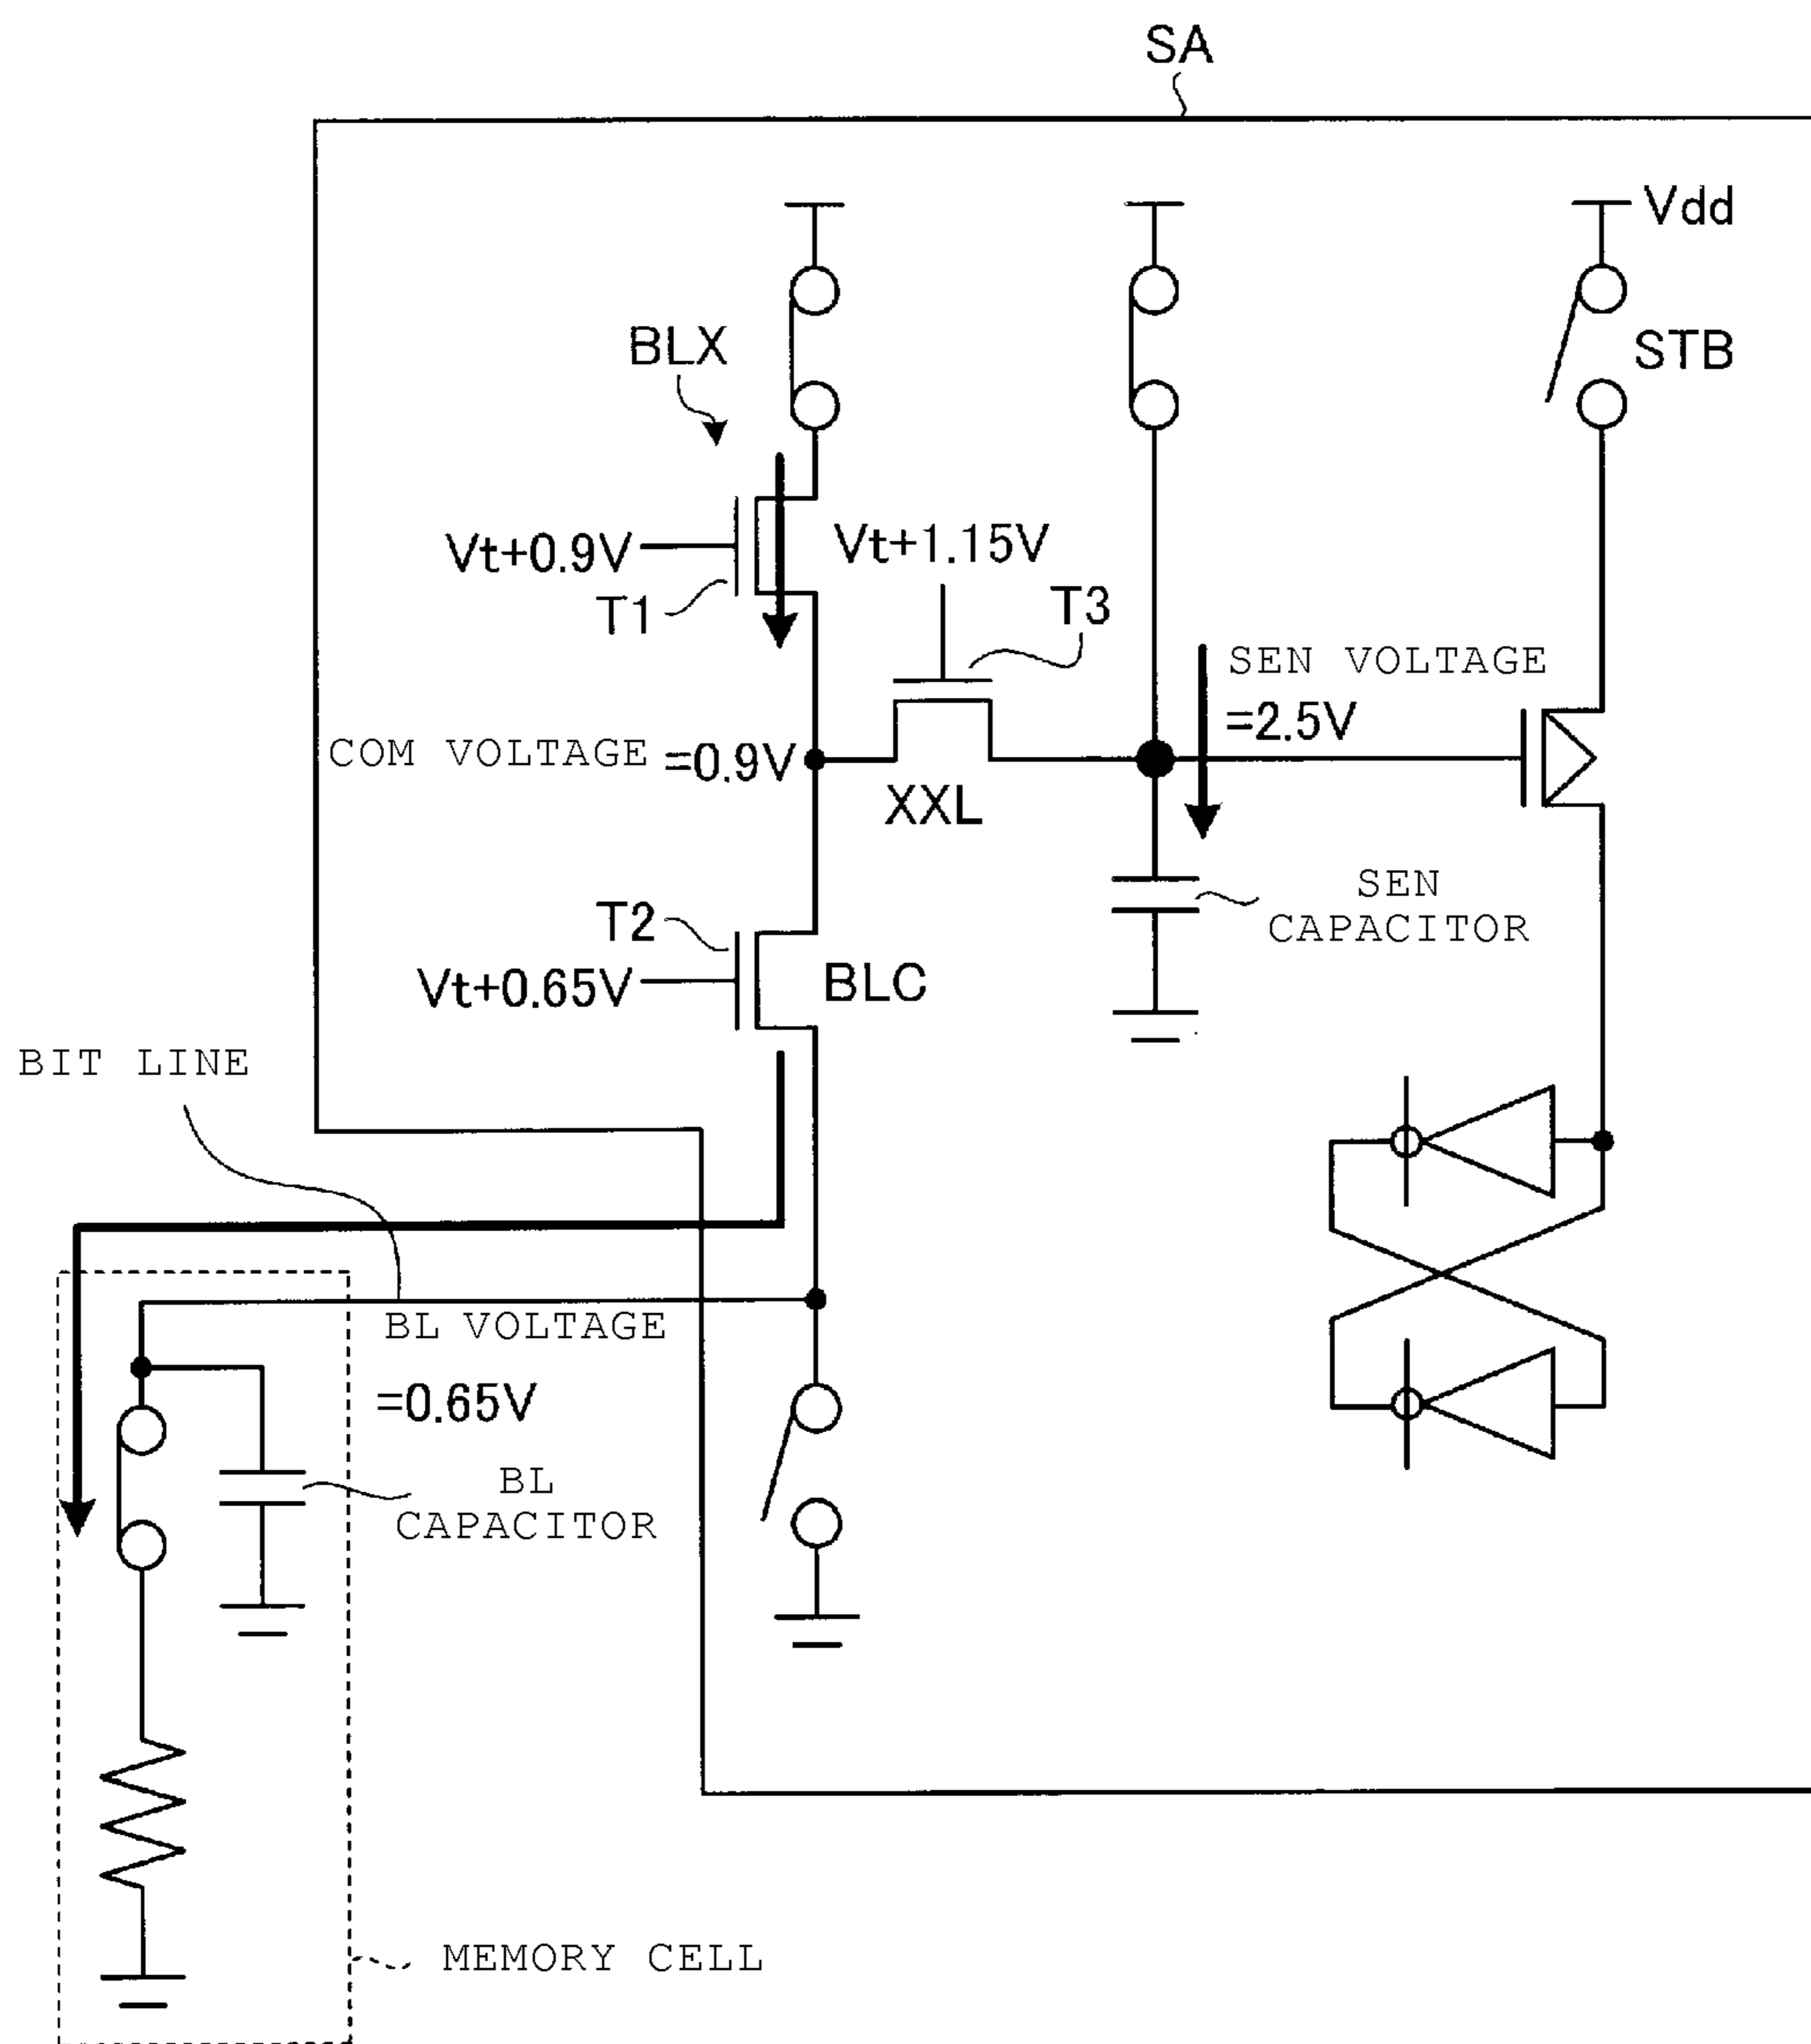 SA
Vdd
BLX
STB
Vt+0.9V
Vt+1.15V
T1
T3
SEN VOLTAGE
=2.5V
COM VOLTAGE =0.9V
XXL
T2
SEN
CAPACITOR
Vt+0.65V
BLC
BIT LINE
BL VOLTAGE
=0.65V
BL
CAPACITOR
MEMORY CELL